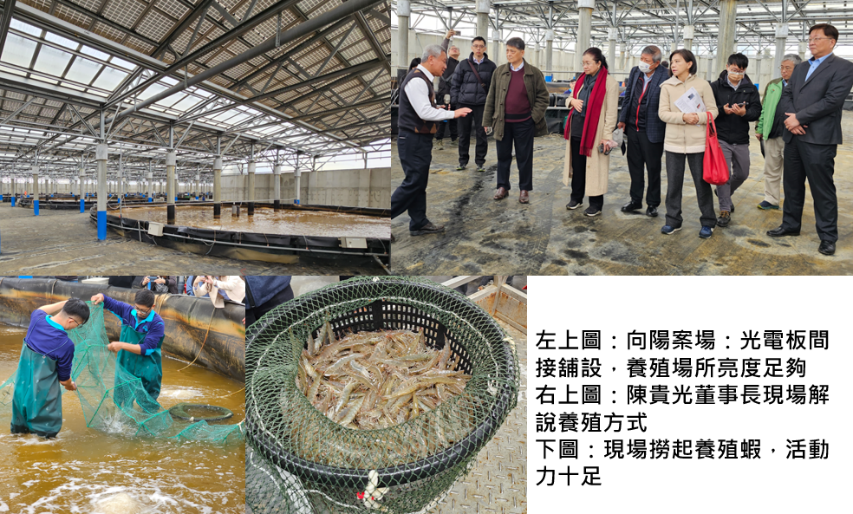 左上圖：向陽案場：光電板間
接舖設，養殖場所亮度足夠
右上圖：陳貴光董事長現場解
說養殖方式
下圖：現場撈起養殖蝦，活動
力十足